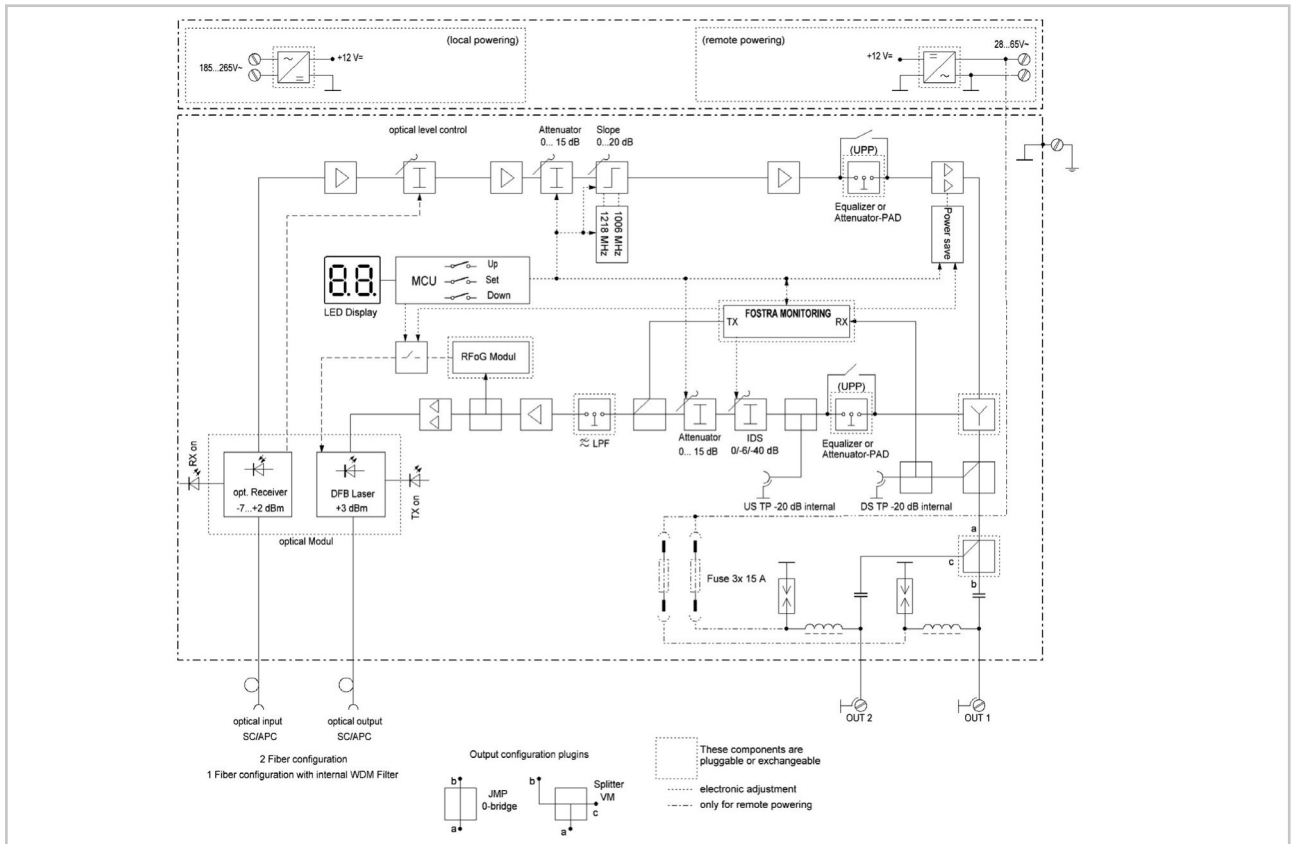 (local powering)
185...265V~
+12 V=
(remote powering)
28...65V~
+12 V=
optical level control
Attenuator
0... 15 dB
Slope
0...20 dB
1006 MHz
1218 MHz
(UPP)
Equalizer or
Attenuator-PAD
Power save
8.8.
LED Display
MCU
Up
Set
Down
FOSTRA MONITORING
TX
RX
RFoG Modul
LPF
Attenuator
0... 15 dB
IDS
0/-6/-40 dB
(UPP)
Equalizer or
Attenuator-PAD
RX on
opt. Receiver
-7...+2 dBm
DFB Laser
+3 dBm
TX on
optical Modul
US TP -20 dB internal
DS TP -20 dB internal
a
c
b
Fuse 3x 15 A
optical input
SC/APC
optical output
SC/APC
OUT 2
OUT 1
2 Fiber configuration
1 Fiber configuration with internal WDM Filter
Output configuration plugins
b
JMP
0-bridge
a
b
Splitter
VM
c
a
These components are
pluggable or exchangeable
electronic adjustment
only for remote powering